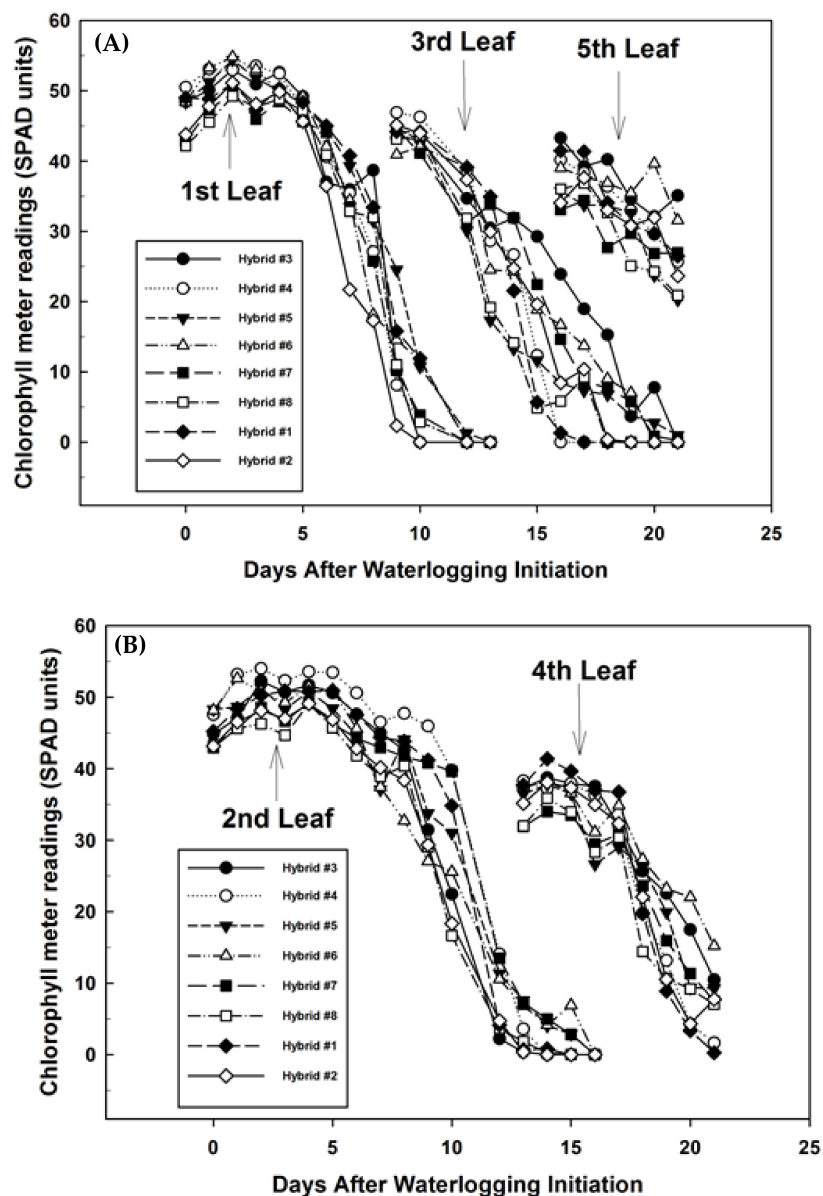 (A)
3rd Leaf
5th Leaf
1st Leaf
Chlorophyll meter readings (SPAD units)
60
50
40
30
20
10
0
Hybrid #3
Hybrid #4
Hybrid #5
Hybrid #6
Hybrid #7
Hybrid #8
Hybrid #1
Hybrid #2
0 5 10 15 20 25
Days After Waterlogging Initiation
(B)
4th Leaf
2nd Leaf
Chlorophyll meter readings (SPAD units)
60
50
40
30
20
10
0
Hybrid #3
Hybrid #4
Hybrid #5
Hybrid #6
Hybrid #7
Hybrid #8
Hybrid #1
Hybrid #2
0 5 10 15 20 25
Days After Waterlogging Initiation